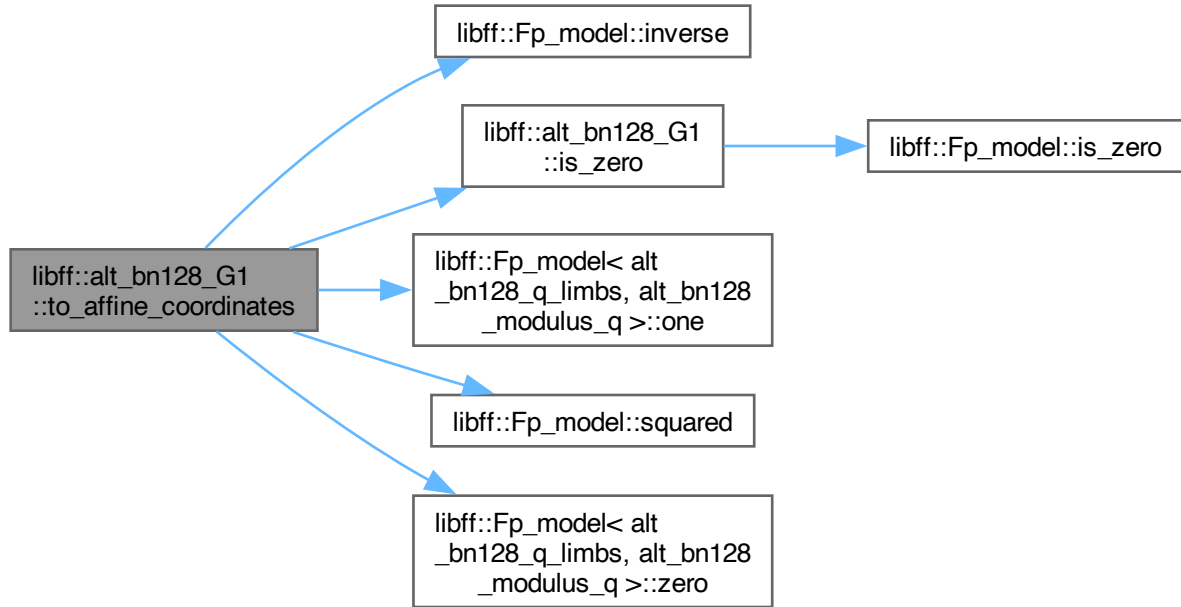 libff::Fp_model::inverse
libff::alt_bn128_G1
::is_zero
libff::Fp_model::is_zero
libff::alt_bn128_G1
::to_affine_coordinates
libff::Fp_model< alt
_bn128_q_limbs, alt_bn128
_modulus_q >::one
libff::Fp_model::squared
libff::Fp_model< alt
_bn128_q_limbs, alt_bn128
_modulus_q >::zero